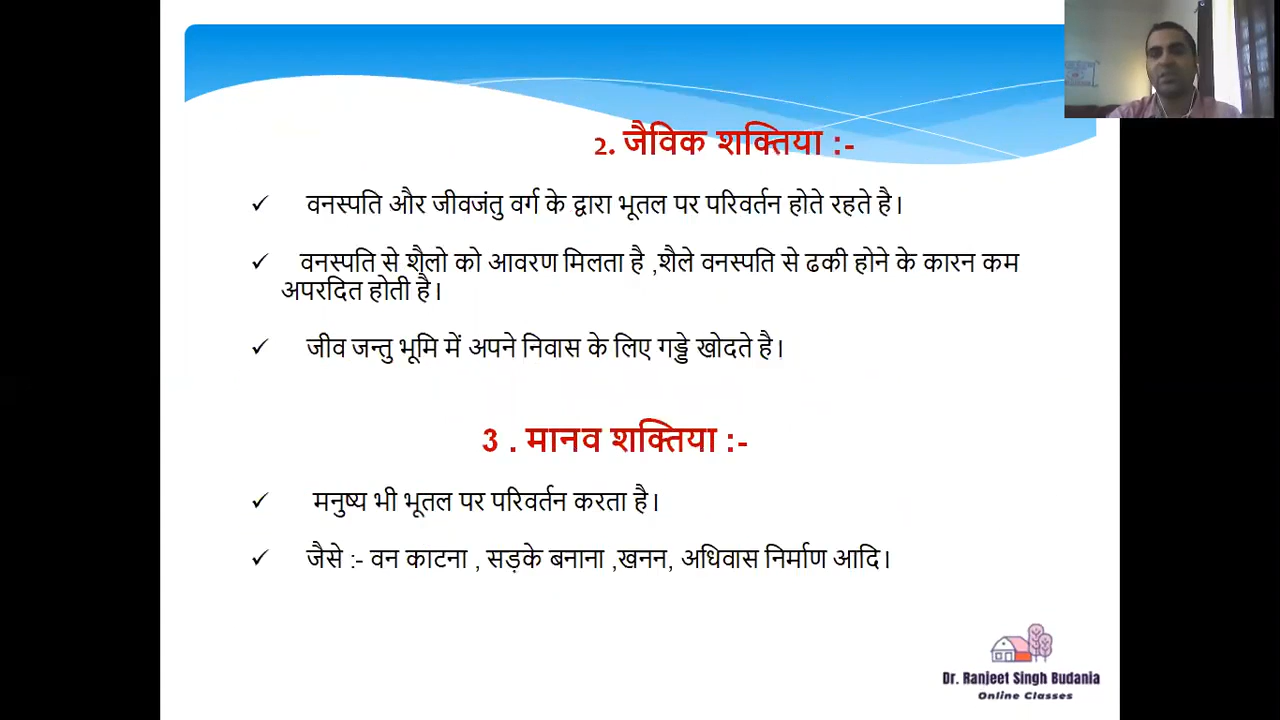 2. जैविक शक्तिया :-
✓ वनस्पति और जीवजंतु वर्ग के द्वारा भूतल पर परिवर्तन होते रहते है।
✓ वनस्पति से शैलो को आवरण मिलता है ,शैले वनस्पति से ढकी होने के कारन कम
अपरदित होती है।
✓ जीव जन्तु भूमि में अपने निवास के लिए गड्डे खोदते है।
3 . मानव शक्तिया :-
✓ मनुष्य भी भूतल पर परिवर्तन करता है।
✓ जैसे :- वन काटना , सड़के बनाना ,खनन, अधिवास निर्माण आदि।
Dr. Ranjeet Singh Budania
Online Classes